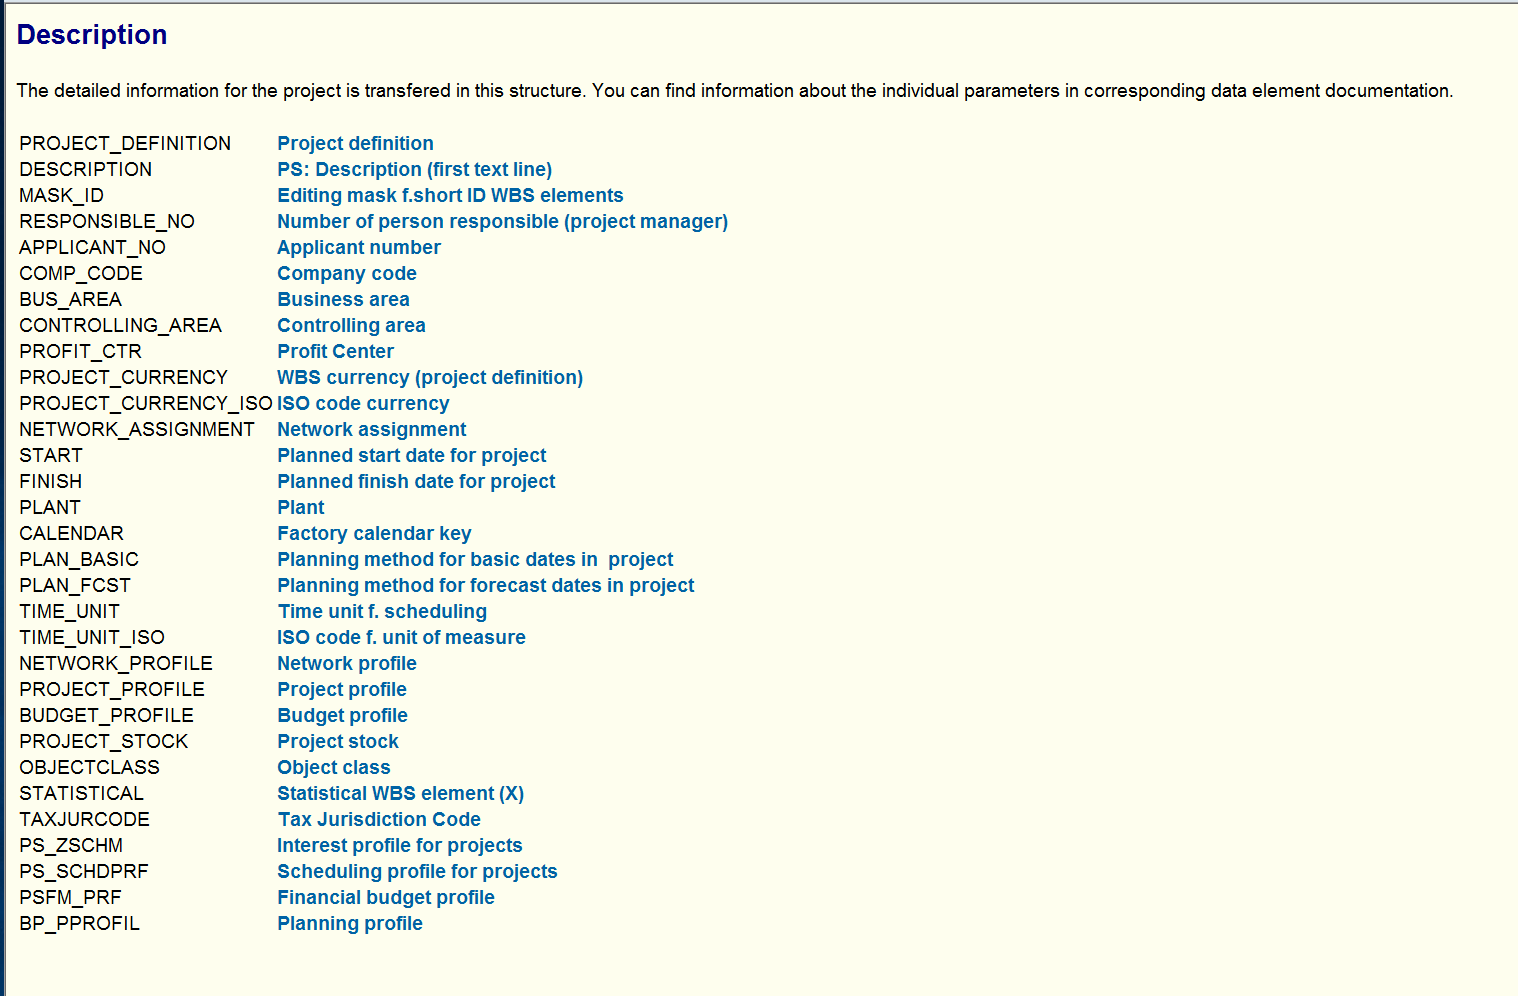 Description
The detailed information for the project is transfered in this structure. You can find information about the individual parameters in corresponding data element documentation.
PROJECT_DEFINITION Project definition
DESCRIPTION PS: Description (first text line)
MASK_ID Editing mask f.short ID WBS elements
RESPONSIBLE_NO Number of person responsible (project manager)
APPLICANT_NO Applicant number
COMP_CODE Company code
BUS_AREA Business area
CONTROLLING_AREA Controlling area
PROFIT_CTR Profit Center
PROJECT_CURRENCY WBS currency (project definition)
PROJECT_CURRENCY_ISO ISO code currency
NETWORK_ASSIGNMENT Network assignment
START Planned start date for project
FINISH Planned finish date for project
PLANT Plant
CALENDAR Factory calendar key
PLAN_BASIC Planning method for basic dates in  project
PLAN_FCST Planning method for forecast dates in project
TIME_UNIT Time unit f. scheduling
TIME_UNIT_ISO ISO code f. unit of measure
NETWORK_PROFILE Network profile
PROJECT_PROFILE Project profile
BUDGET_PROFILE Budget profile
PROJECT_STOCK Project stock
OBJECTCLASS Object class
STATISTICAL Statistical WBS element (X)
TAXJURCODE Tax Jurisdiction Code
PS_ZSCHM Interest profile for projects
PS_SCHDPRF Scheduling profile for projects
PSFM_PRF Financial budget profile
BP_PPROFIL Planning profile